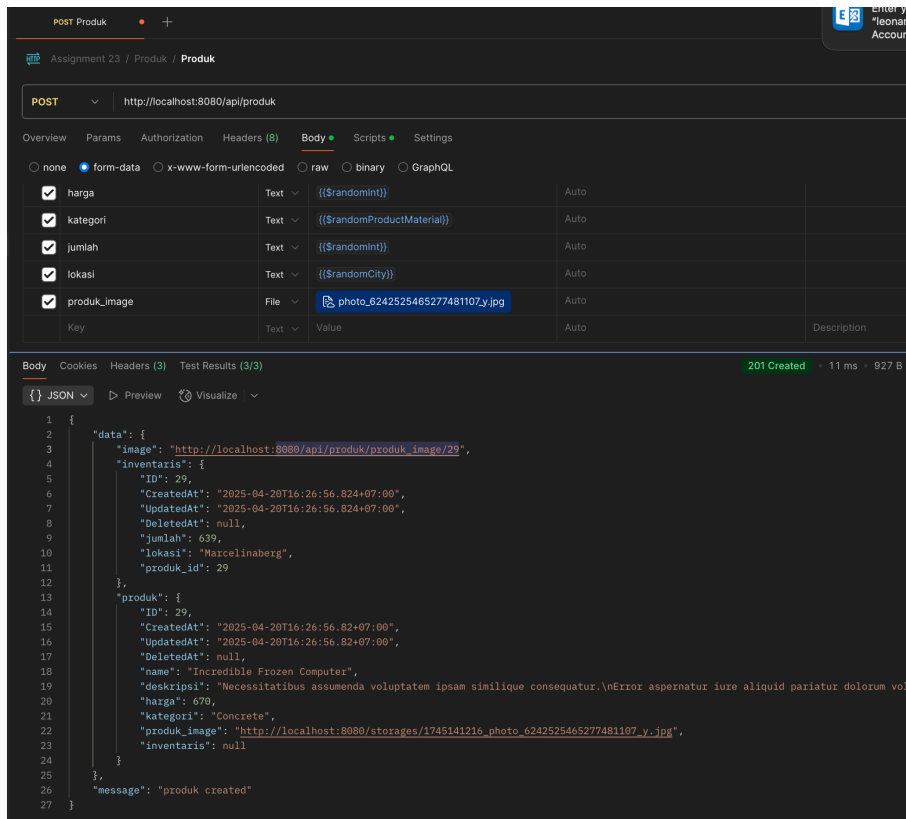 POST Produk
Enter y
"leonar
Accoun
HTTP Assignment 23 / Produk / Produk
POST http://localhost:8080/api/produk
Overview Params Authorization Headers (8) Body Scripts Settings
none form-data x-www-form-urlencoded raw binary GraphQL
harga Text {{$randomInt}} Auto
kategori Text {{$randomProductMaterial}} Auto
jumlah Text {{$randomInt}} Auto
lokasi Text {{$randomCity}} Auto
produk_image File photo_6242525465277481107_y.jpg Auto
Key Text Value Auto Description
Body Cookies Headers (3) Test Results (3/3) 201 Created 11 ms 927 B
{} JSON Preview Visualize
1 {
2 "data": {
3 "image": "http://localhost:8080/api/produk/produk_image/29",
4 "inventaris": {
5 "ID": 29,
6 "CreatedAt": "2025-04-20T16:26:56.824+07:00",
7 "UpdatedAt": "2025-04-20T16:26:56.824+07:00",
8 "DeletedAt": null,
9 "jumlah": 639,
10 "lokasi": "Marcelinaberg",
11 "produk_id": 29
12 },
13 "produk": {
14 "ID": 29,
15 "CreatedAt": "2025-04-20T16:26:56.82+07:00",
16 "UpdatedAt": "2025-04-20T16:26:56.82+07:00",
17 "DeletedAt": null,
18 "name": "Incredible Frozen Computer",
19 "deskripsi": "Necessitatibus assumenda voluptatem ipsam similique consequatur.\nError aspernatur iure aliquid pariatur dolorum vol
20 "harga": 670,
21 "kategori": "Concrete",
22 "produk_image": "http://localhost:8080/storages/1745141216_photo_6242525465277481107_y.jpg",
23 "inventaris": null
24 }
25 },
26 "message": "produk created"
27 }